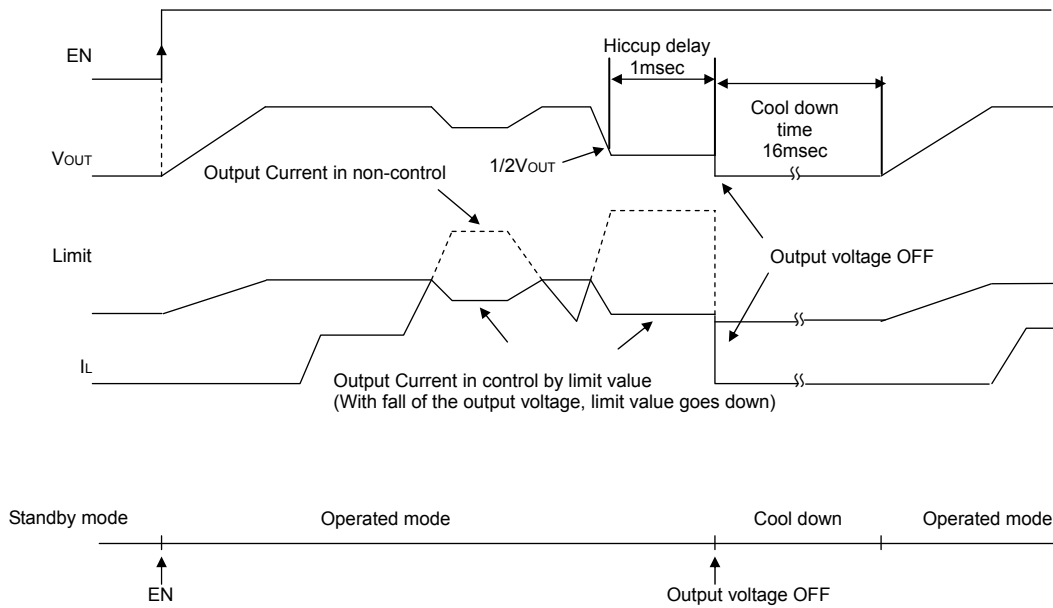 EN
Hiccup delay
1msec
Cool down
time
16msec
VOUT
1/2VOUT
Output Current in non-control
Limit
Output voltage OFF
IL
Output Current in control by limit value
(With fall of the output voltage, limit value goes down)
Standby mode
Operated mode
Cool down
Operated mode
EN
Output voltage OFF